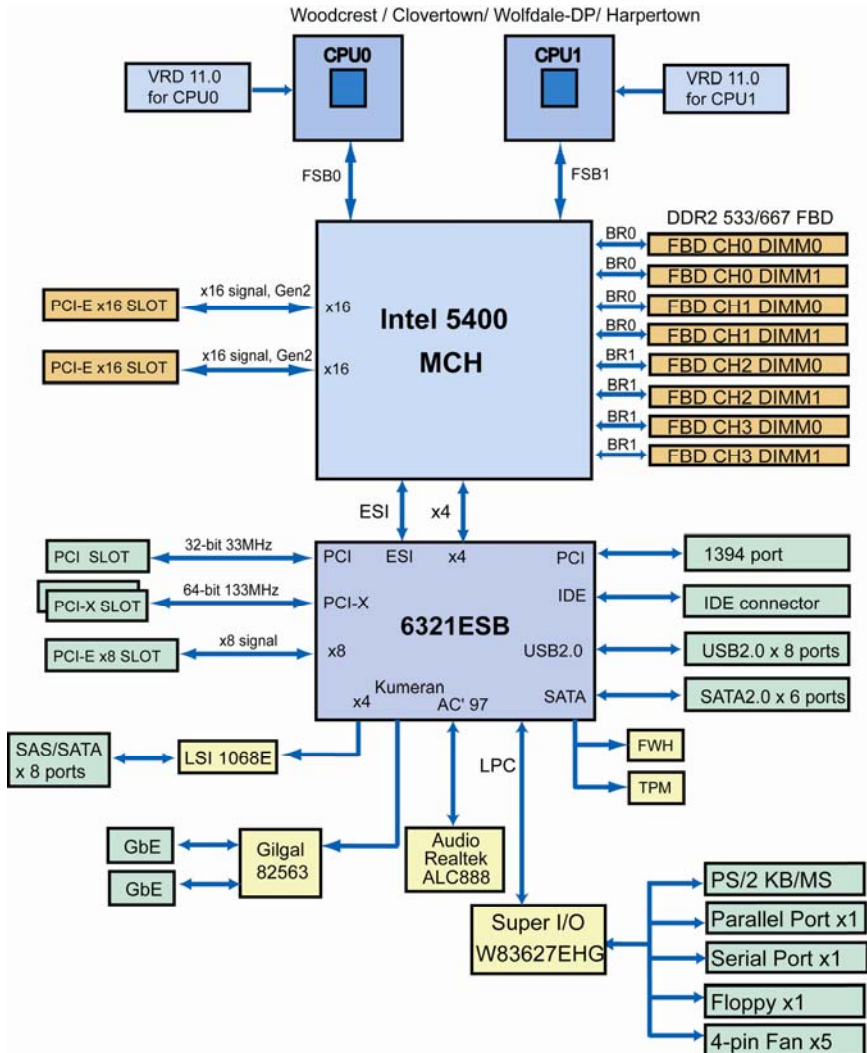 Woodcrest / Clovertown/ Wolfdale-DP/ Harpertown
CPU0
CPU1
VRD 11.0
for CPU0
VRD 11.0
for CPU1
FSB0
FSB1
DDR2 533/667 FBD
BR0
FBD CH0 DIMM0
BR0
FBD CH0 DIMM1
BR0
FBD CH1 DIMM0
BR0
FBD CH1 DIMM1
BR1
FBD CH2 DIMM0
BR1
FBD CH2 DIMM1
BR1
FBD CH3 DIMM0
BR1
FBD CH3 DIMM1
PCI-E x16 SLOT
x16 signal, Gen2
x16
PCI-E x16 SLOT
x16 signal, Gen2
x16
Intel 5400
MCH
ESI
x4
PCI SLOT
32-bit 33MHz
PCI
ESI
x4
PCI
1394 port
PCI-X SLOT
64-bit 133MHz
PCI-X
IDE
IDE connector
6321ESB
PCI-E x8 SLOT
x8 signal
x8
USB2.0
USB2.0 x 8 ports
x4
Kumeran
AC' 97
SATA
SATA2.0 x 6 ports
SAS/SATA
x 8 ports
LSI 1068E
LPC
FWH
TPM
GbE
GbE
Gilgal
82563
Audio
Realtek
ALC888
Super I/O
W83627EHG
PS/2 KB/MS
Parallel Port x1
Serial Port x1
Floppy x1
4-pin Fan x5